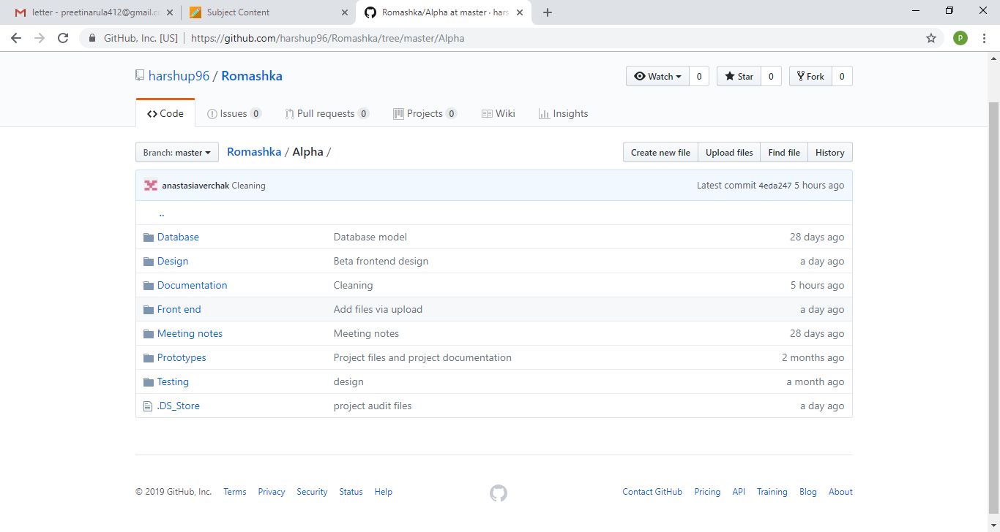 letter - preetinarula412@gmail.co
Subject Content
Romashka/Alpha at master · hars
GitHub, Inc. [US] | https://github.com/harshup96/Romashka/tree/master/Alpha
P
harshup96 / Romashka
Watch 0
Star 0
Fork 0
Code
Issues 0
Pull requests 0
Projects 0
Wiki
Insights
Branch: master
Romashka / Alpha /
Create new file
Upload files
Find file
History
anastasiaverchak Cleaning
Latest commit 4eda247 5 hours ago
..
Database Database model 28 days ago
Design Beta frontend design a day ago
Documentation Cleaning 5 hours ago
Front end Add files via upload a day ago
Meeting notes Meeting notes 28 days ago
Prototypes Project files and project documentation 2 months ago
Testing design a month ago
.DS_Store project audit files a day ago
© 2019 GitHub, Inc. Terms Privacy Security Status Help
Contact GitHub Pricing API Training Blog About